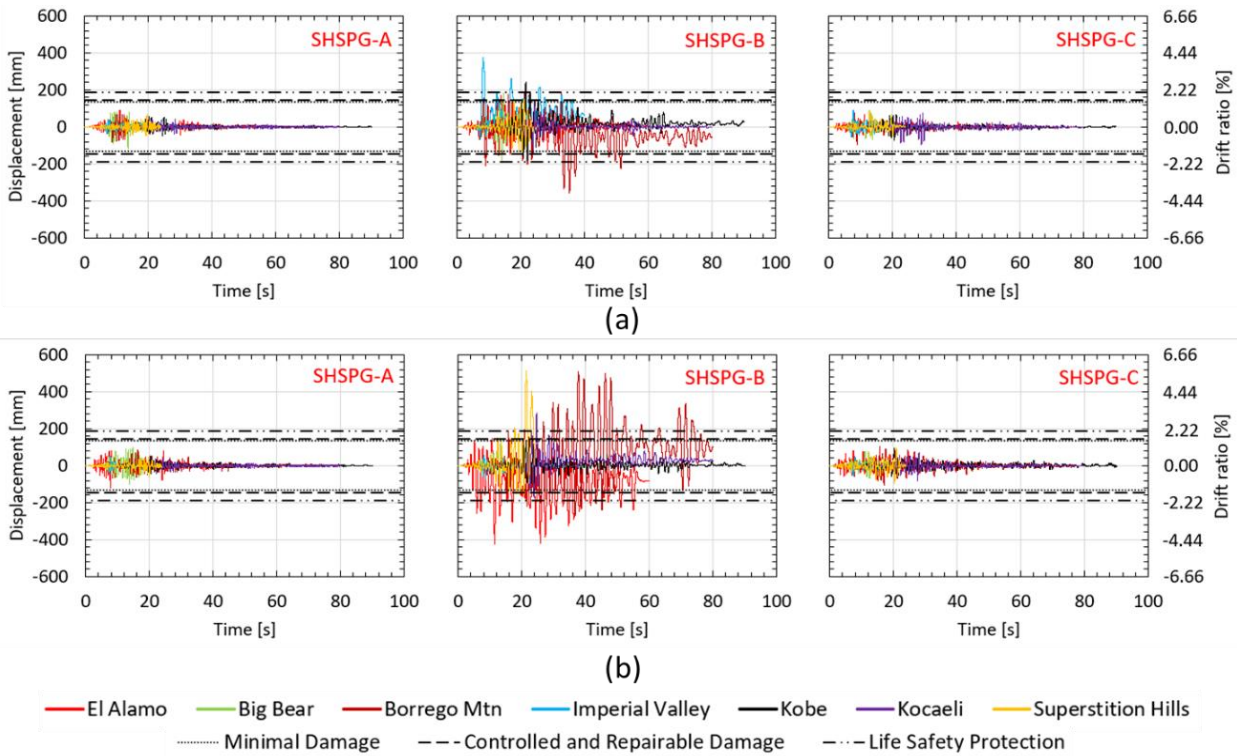 SHSPG-A SHSPG-B SHSPG-C
600 6.66
400 4.44
200 2.22
0 0.00
-200 -2.22
-400 -4.44
-600 -6.66
Displacement [mm]
Drift ratio [%]
0 20 40 60 80 100 0 20 40 60 80 100 0 20 40 60 80 100
Time [s] Time [s] Time [s]
(a)
SHSPG-A SHSPG-B SHSPG-C
600 6.66
400 4.44
200 2.22
0 0.00
-200 -2.22
-400 -4.44
-600 -6.66
Displacement [mm]
Drift ratio [%]
0 20 40 60 80 100 0 20 40 60 80 100 0 20 40 60 80 100
Time [s] Time [s] Time [s]
(b)
El Alamo Big Bear Borrego Mtn Imperial Valley Kobe Kocaeli Superstition Hills
Minimal Damage Controlled and Repairable Damage Life Safety Protection